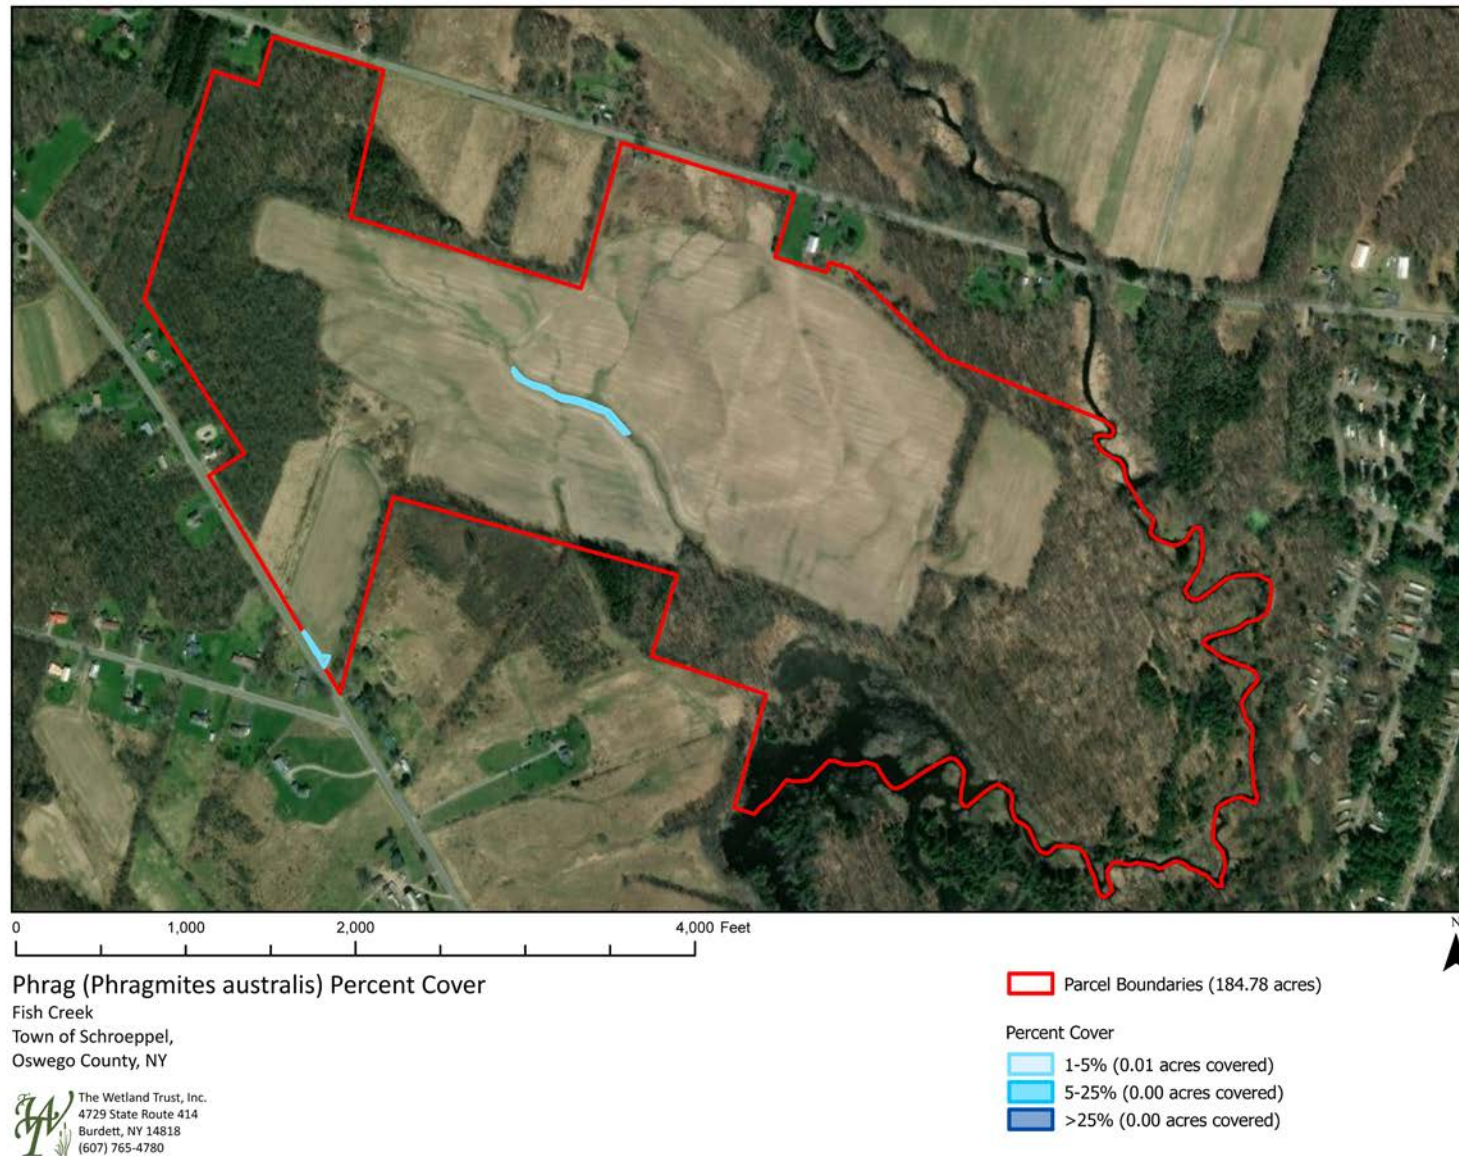 0 1,000 2,000 4,000 Feet
N
Phrag (Phragmites australis) Percent Cover
Fish Creek
Town of Schroeppel,
Oswego County, NY
The Wetland Trust, Inc.
4729 State Route 414
Burdett, NY 14818
(607) 765-4780
Parcel Boundaries (184.78 acres)
Percent Cover
1-5% (0.01 acres covered)
5-25% (0.00 acres covered)
>25% (0.00 acres covered)